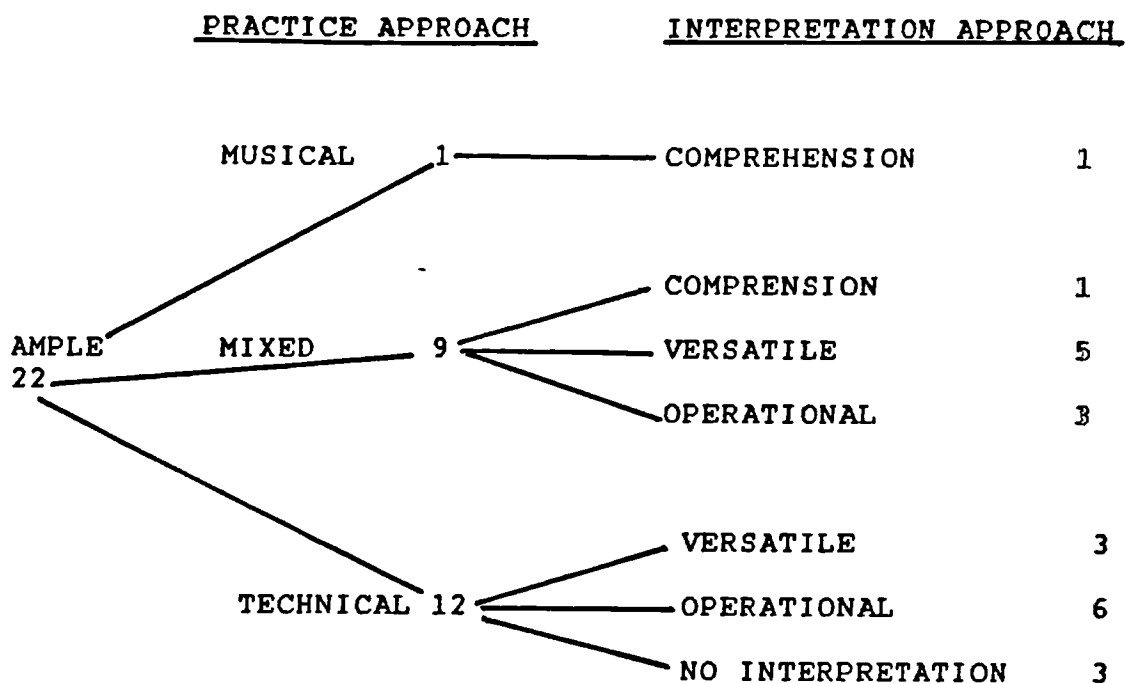 PRACTICE APPROACH INTERPRETATION APPROACH
MUSICAL 1 COMPREHENSION 1
COMPRENSION 1
AMPLE MIXED 9 VERSATILE 5
22
OPERATIONAL 3
VERSATILE 3
TECHNICAL 12 OPERATIONAL 6
NO INTERPRETATION 3